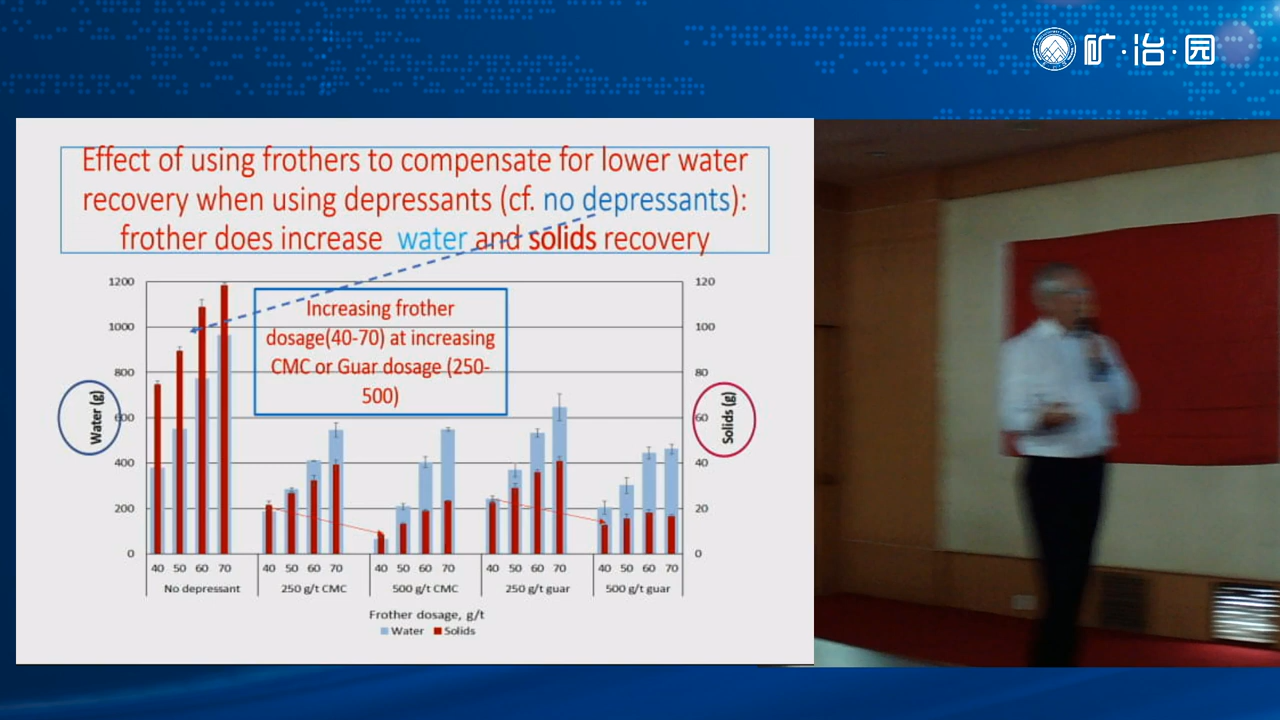 矿·冶·园
Effect of using frothers to compensate for lower water
recovery when using depressants (cf. no depressants):
frother does increase water and solids recovery
Increasing frother
dosage(40-70) at increasing
CMC or Guar dosage (250-
500)
1200
1000
800
600
400
200
0
Water (g)
120
100
80
60
40
20
0
Solids (g)
40 50 60 70 40 50 60 70 40 50 60 70 40 50 60 70 40 50 60 70
No depressant 250 g/t CMC 500 g/t CMC 250 g/t guar 500 g/t guar
Frother dosage, g/t
Water Solids